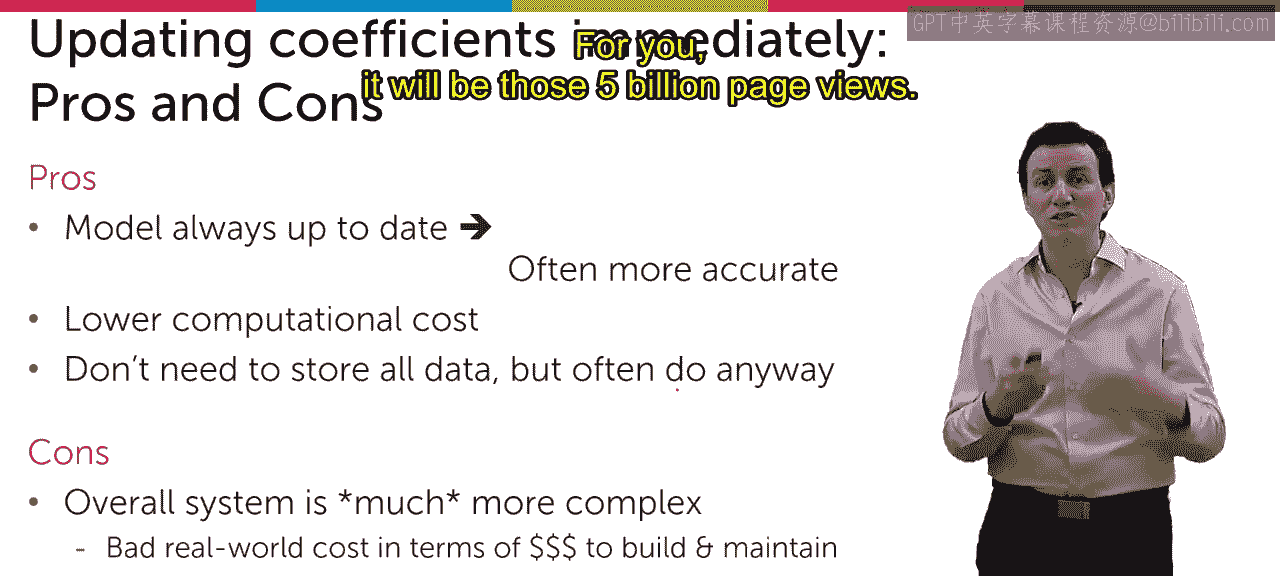 GPT中英字幕课程资源@bilibili.com
Updating coefficients immediately:
For you,
it will be those 5 billion page views.
Pros and Cons
Pros
• Model always up to date ➔
Often more accurate
• Lower computational cost
• Don't need to store all data, but often do anyway
Cons
• Overall system is *much* more complex
- Bad real-world cost in terms of $$$ to build & maintain